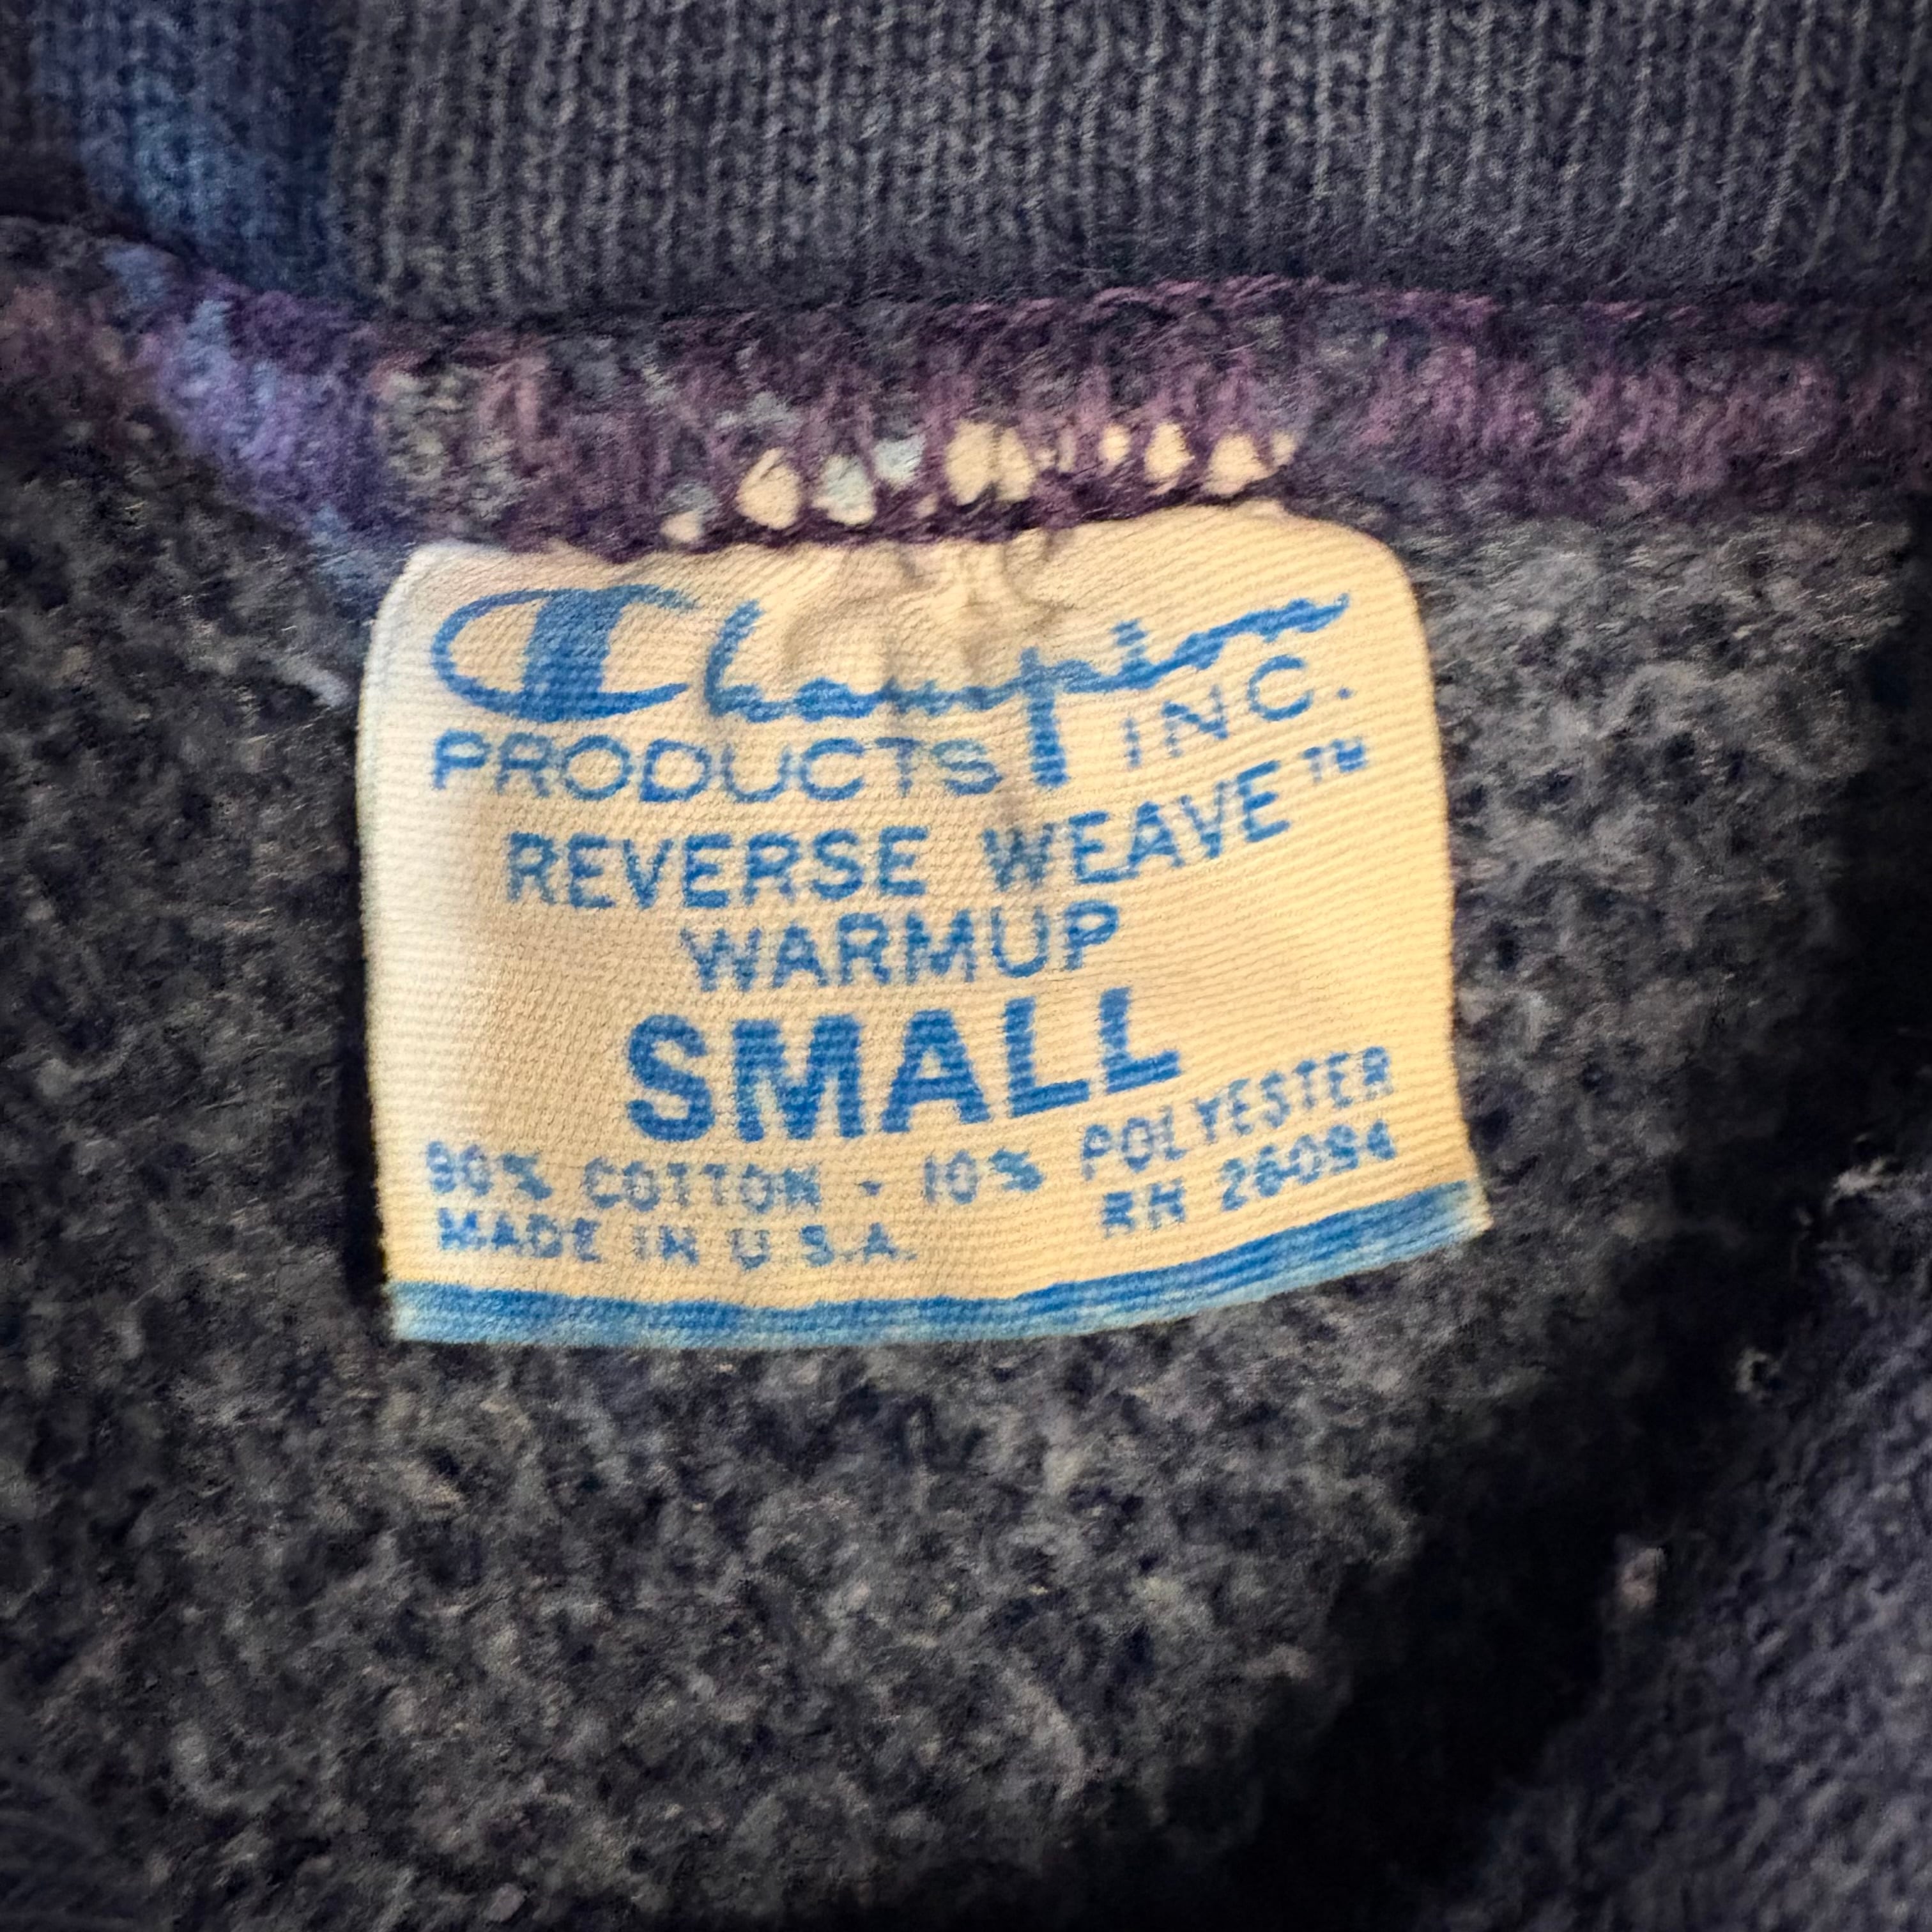 Champion
PRODUCTS INC.
REVERSE WEAVE™
WARMUP
SMALL
90% COTTON - 10% POLYESTER
MADE IN U.S.A. RN 26094